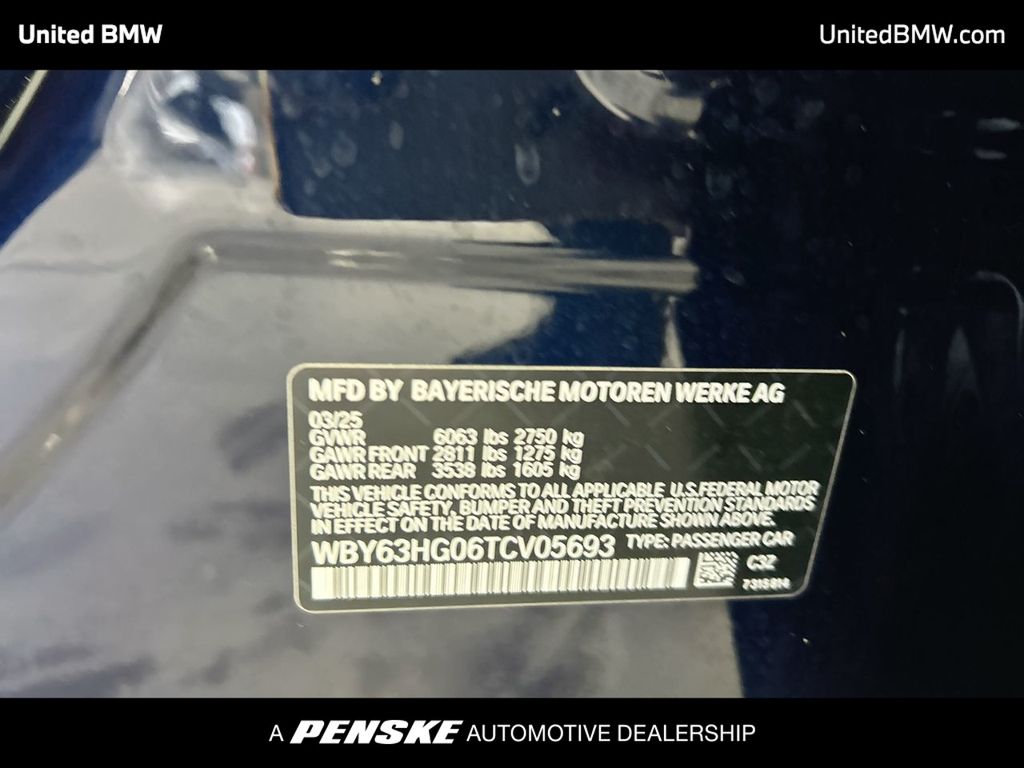 United BMW
UnitedBMW.com
MFD BY BAYERISCHE MOTOREN WERKE AG
03/25
GVWR 6063 lbs 2750 kg
GAWR FRONT 2811 lbs 1275 kg
GAWR REAR 3538 lbs 1605 kg
THIS VEHICLE CONFORMS TO ALL APPLICABLE U.S.FEDERAL MOTOR
VEHICLE SAFETY, BUMPER AND THEFT PREVENTION STANDARDS
IN EFFECT ON THE DATE OF MANUFACTURE SHOWN ABOVE.
WBY63HG06TCV05693 TYPE: PASSENGER CAR
C3Z
7315814
A PENSKE AUTOMOTIVE DEALERSHIP